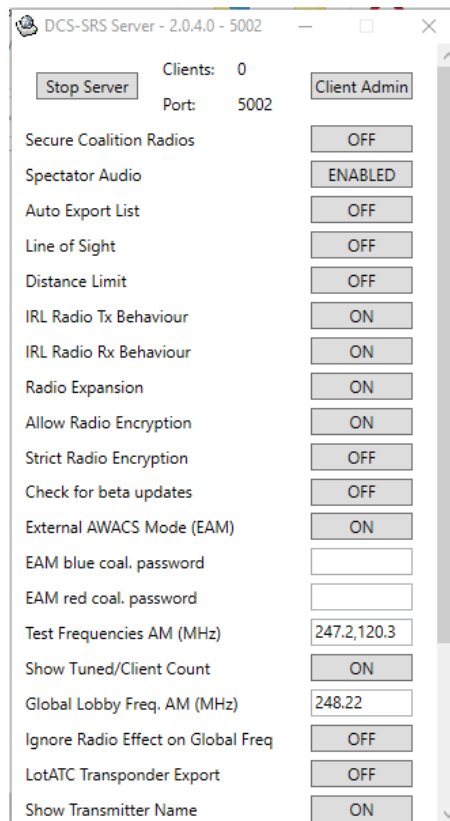 DCS-SRS Server - 2.0.4.0 - 5002
Stop Server
Clients: 0
Port: 5002
Client Admin
Secure Coalition Radios OFF
Spectator Audio ENABLED
Auto Export List OFF
Line of Sight OFF
Distance Limit OFF
IRL Radio Tx Behaviour ON
IRL Radio Rx Behaviour ON
Radio Expansion ON
Allow Radio Encryption ON
Strict Radio Encryption OFF
Check for beta updates OFF
External AWACS Mode (EAM) ON
EAM blue coal. password
EAM red coal. password
Test Frequencies AM (MHz) 247.2,120.3
Show Tuned/Client Count ON
Global Lobby Freq. AM (MHz) 248.22
Ignore Radio Effect on Global Freq OFF
LotATC Transponder Export OFF
Show Transmitter Name ON